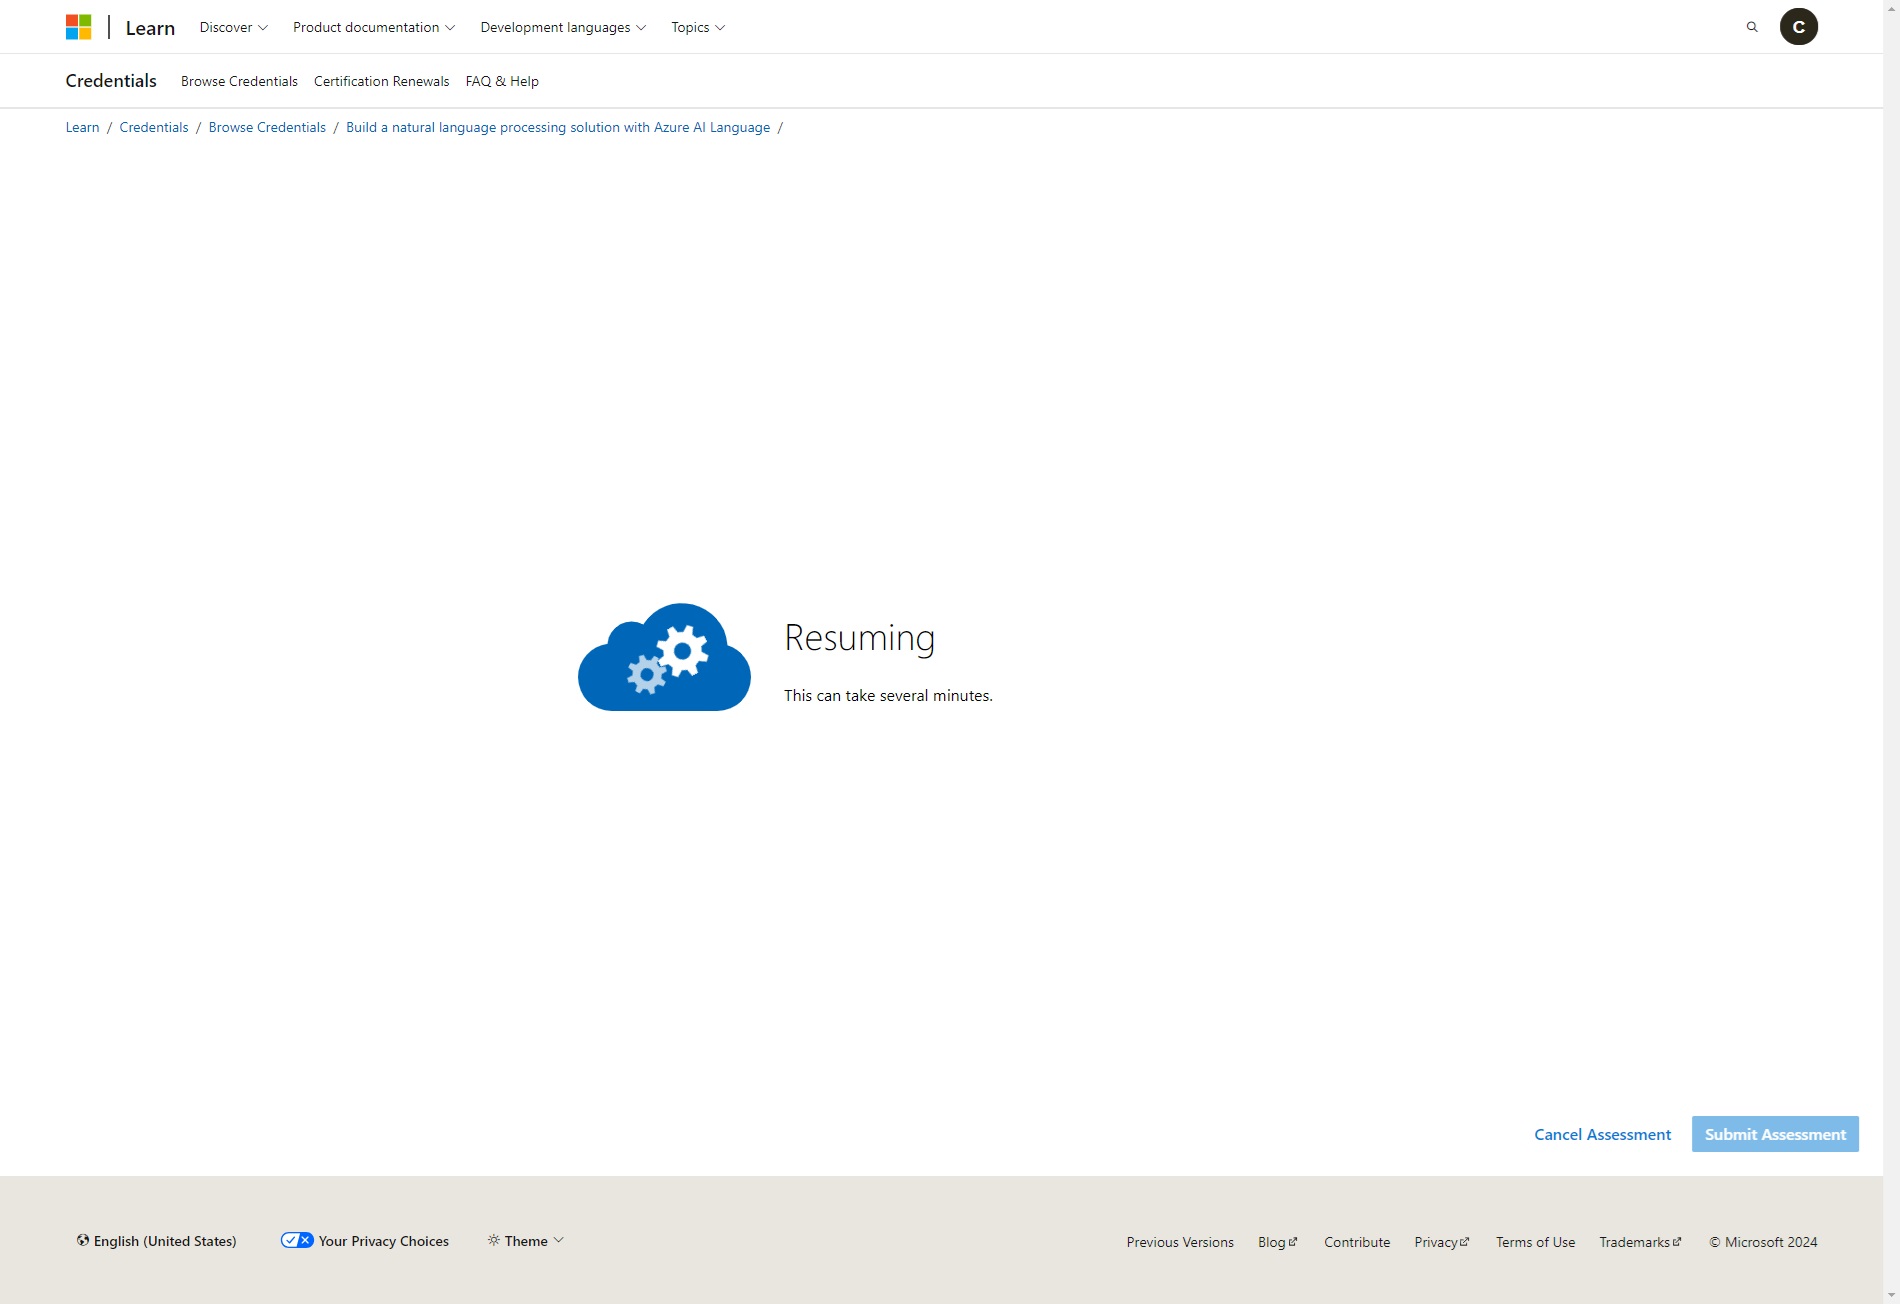 Learn Discover Product documentation Development languages Topics C
Credentials Browse Credentials Certification Renewals FAQ & Help
Learn / Credentials / Browse Credentials / Build a natural language processing solution with Azure AI Language /
Resuming
This can take several minutes.
Cancel Assessment Submit Assessment
English (United States) Your Privacy Choices Theme Previous Versions Blog Contribute Privacy Terms of Use Trademarks © Microsoft 2024